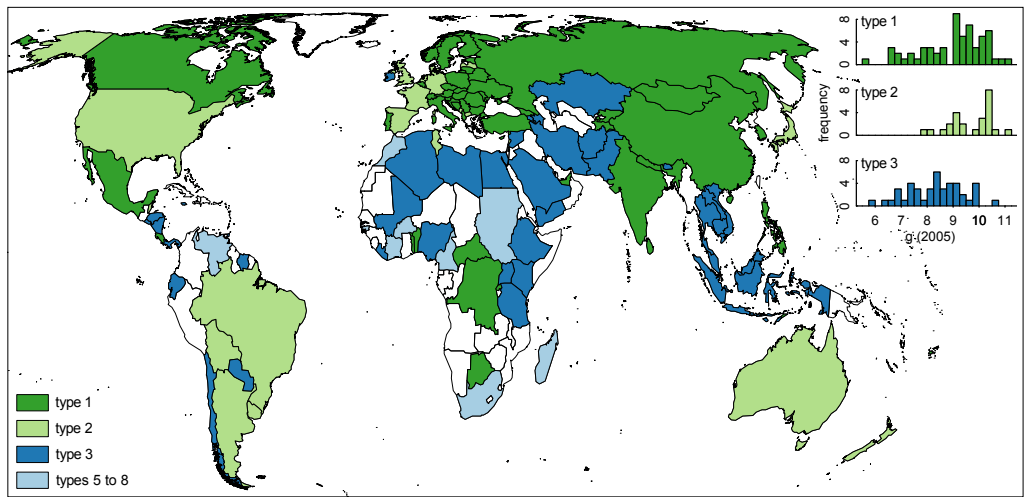 type 1
8
4
0
type 2
8
4
0
frequency
type 3
8
4
0
6 7 8 9 10 11
g (2005)
type 1
type 2
type 3
types 5 to 8